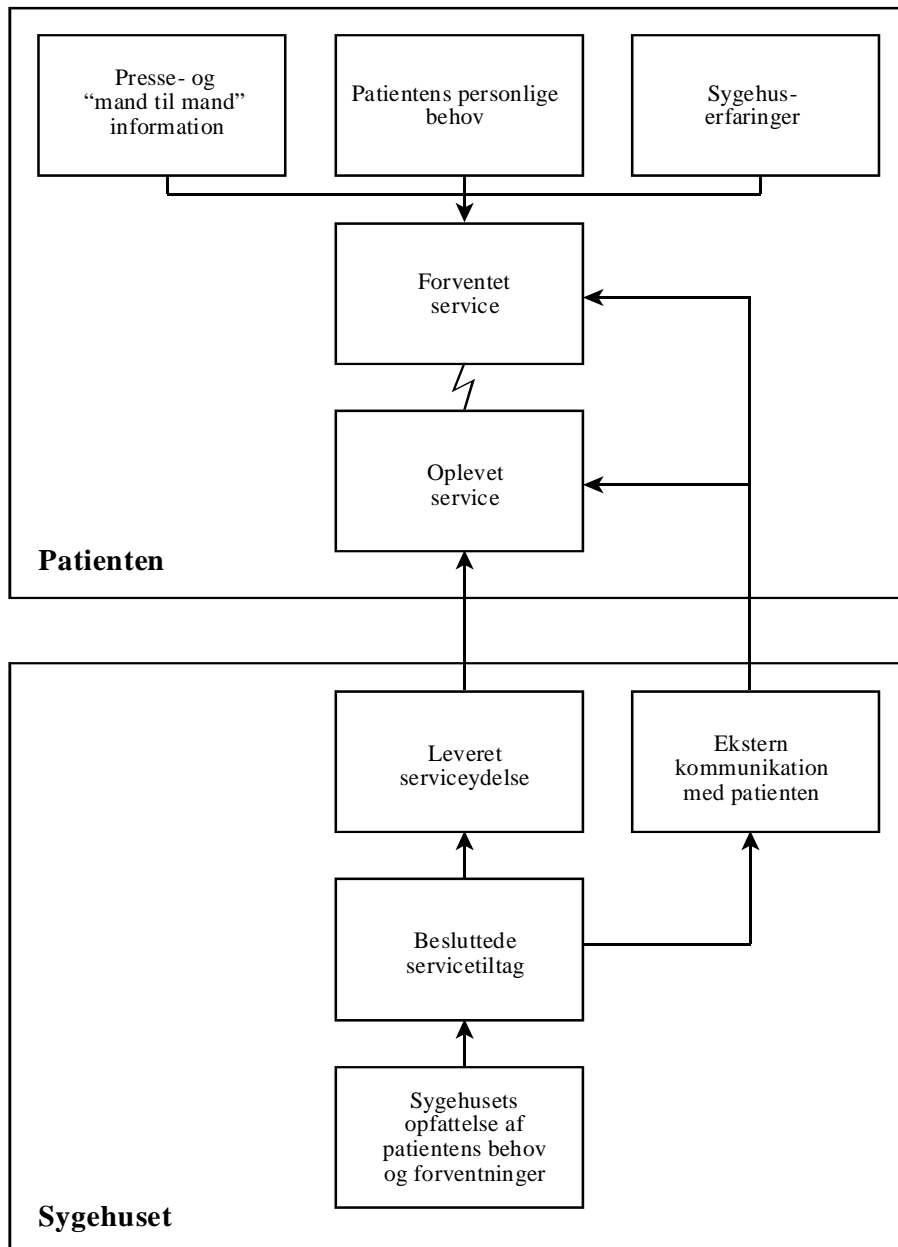 Presse- og
“mand til mand”
information
Patientens personlige
behov
Sygehus-
erfaringer
Forventet
service
Oplevet
service
Patienten
Leveret
serviceydelse
Ekstern
kommunikation
med patienten
Besluttede
servicetiltag
Sygehusets
opfattelse af
patientens behov
og forventninger
Sygehuset